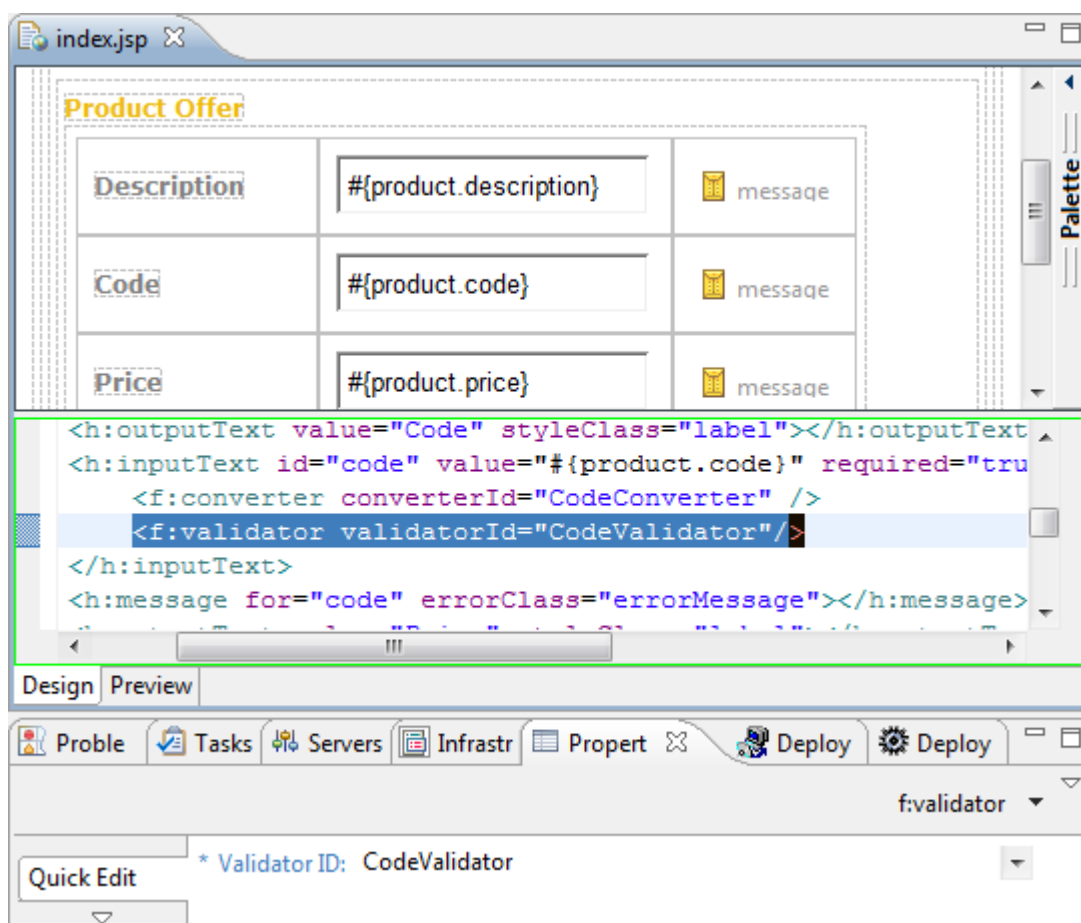 index.jsp
Product Offer
Description #{product.description} message
Code #{product.code} message
Price #{product.price} message
Palette
<h:outputText value="Code" styleClass="label"></h:outputText
<h:inputText id="code" value="#{product.code}" required="tru
<f:converter converterId="CodeConverter" />
<f:validator validatorId="CodeValidator"/>
</h:inputText>
<h:message for="code" errorClass="errorMessage"></h:message>
Design Preview
Proble Tasks Servers Infrastr Propert Deploy Deploy
f:validator
Quick Edit * Validator ID: CodeValidator